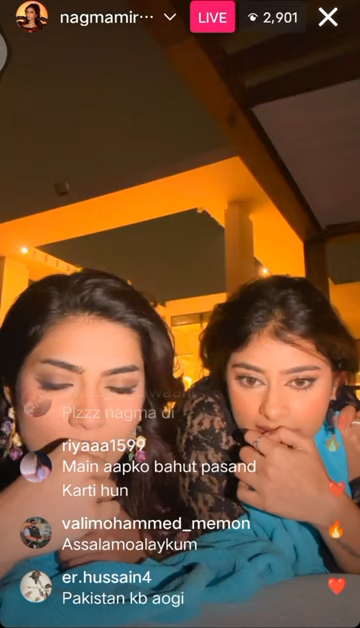 nagmamir...
LIVE
2,901
Plzzz nagma di
riyaaa1599
Main aapko bahut pasand
Karti hun
valimohammed_memon
Assalamoalaykum
er.hussain4
Pakistan kb aogi